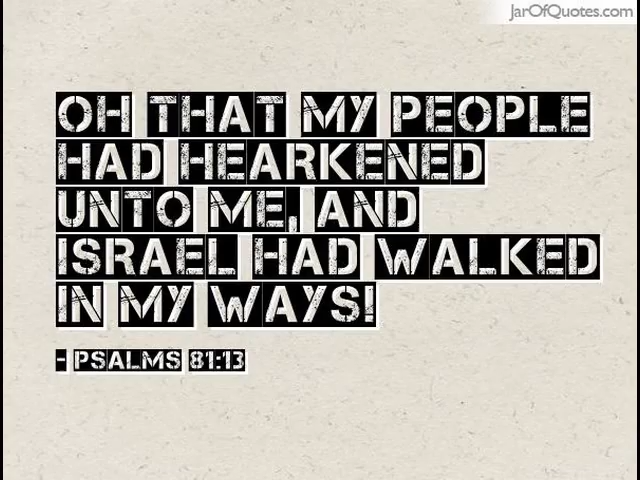 JarOfQuotes.com
OH THAT MY PEOPLE
HAD HEARKENED
UNTO ME, AND
ISRAEL HAD WALKED
IN MY WAYS!
- PSALMS 81:13